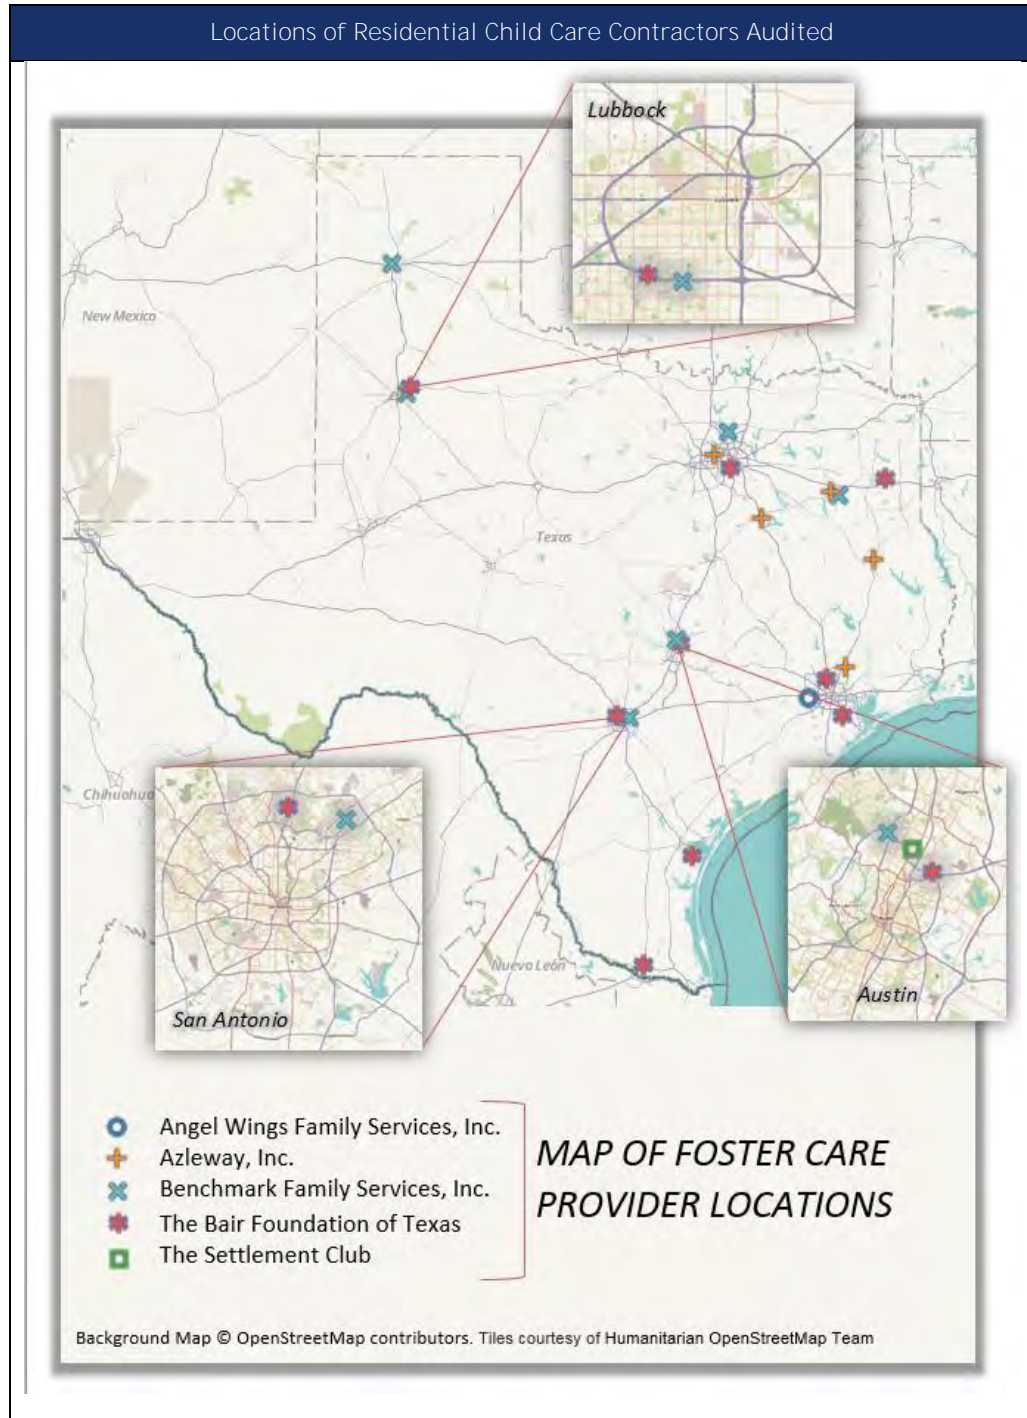 Locations of Residential Child Care Contractors Audited
Lubbock
New Mexico
Texas
Chihuahua
Nuevo León
San Antonio
Austin
Angel Wings Family Services, Inc.
Azleway, Inc.
Benchmark Family Services, Inc.
The Bair Foundation of Texas
The Settlement Club
MAP OF FOSTER CARE
PROVIDER LOCATIONS
Background Map © OpenStreetMap contributors. Tiles courtesy of Humanitarian OpenStreetMap Team